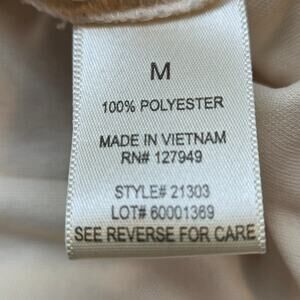 M
100% POLYESTER
MADE IN VIETNAM
RN# 127949
STYLE# 21303
LOT# 60001369
SEE REVERSE FOR CARE